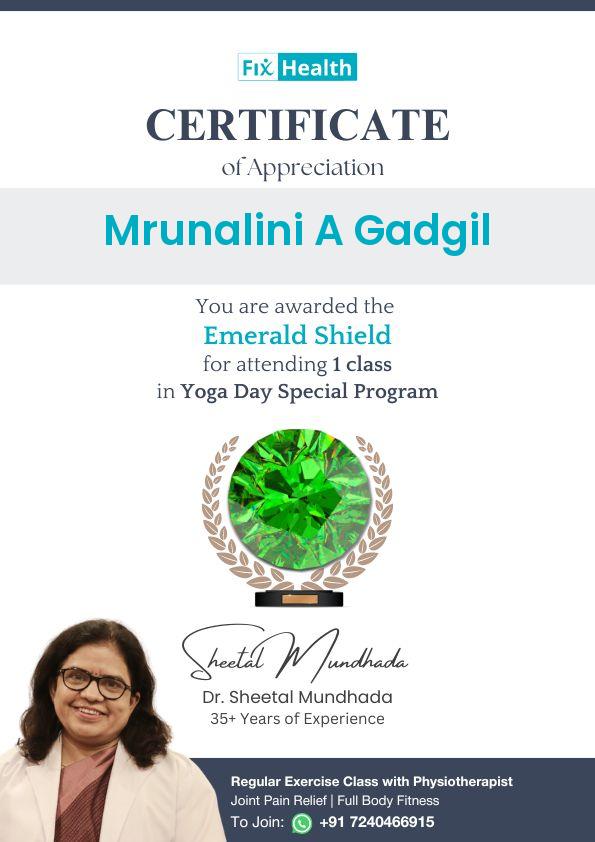 Fix Health
CERTIFICATE
of Appreciation
Mrunalini A Gadgil
You are awarded the
Emerald Shield
for attending 1 class
in Yoga Day Special Program
Sheetal Mundhada
Dr. Sheetal Mundhada
35+ Years of Experience
Regular Exercise Class with Physiotherapist
Joint Pain Relief | Full Body Fitness
To Join: +91 7240466915